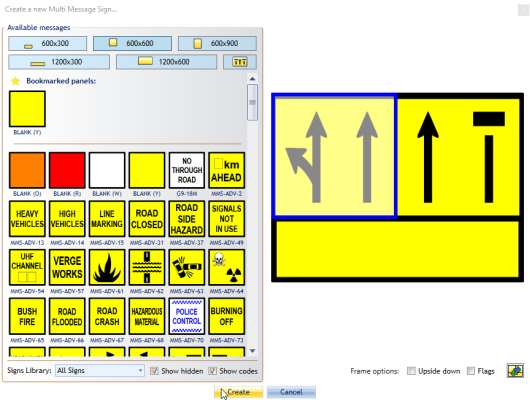 Create a new Multi Message Sign...
Available messages
600x300
600x600
600x900
1200x300
1200x600
Bookmarked panels:
BLANK (Y)
NO
THROUGH
ROAD
km
AHEAD
BLANK (O)
BLANK (R)
BLANK (W)
BLANK (Y)
G9-18M
MMS-ADV-2
HEAVY
VEHICLES
HIGH
VEHICLES
LINE
MARKING
ROAD
CLOSED
ROAD
SIDE
HAZARD
SIGNALS
NOT
IN USE
MMS-ADV-13
MMS-ADV-14
MMS-ADV-15
MMS-ADV-31
MMS-ADV-37
MMS-ADV-49
UHF
CHANNEL
VERGE
WORKS
MMS-ADV-54
MMS-ADV-57
MMS-ADV-61
MMS-ADV-62
MMS-ADV-63
MMS-ADV-64
BUSH
FIRE
ROAD
FLOODED
ROAD
CRASH
HAZARDOUS
MATERIAL
POLICE
CONTROL
BURNING
OFF
MMS-ADV-65
MMS-ADV-66
MMS-ADV-67
MMS-ADV-68
MMS-ADV-70
MMS-ADV-73
Signs Library:
All Signs
Show hidden
Show codes
Frame options:
Upside down
Flags
Create
Cancel